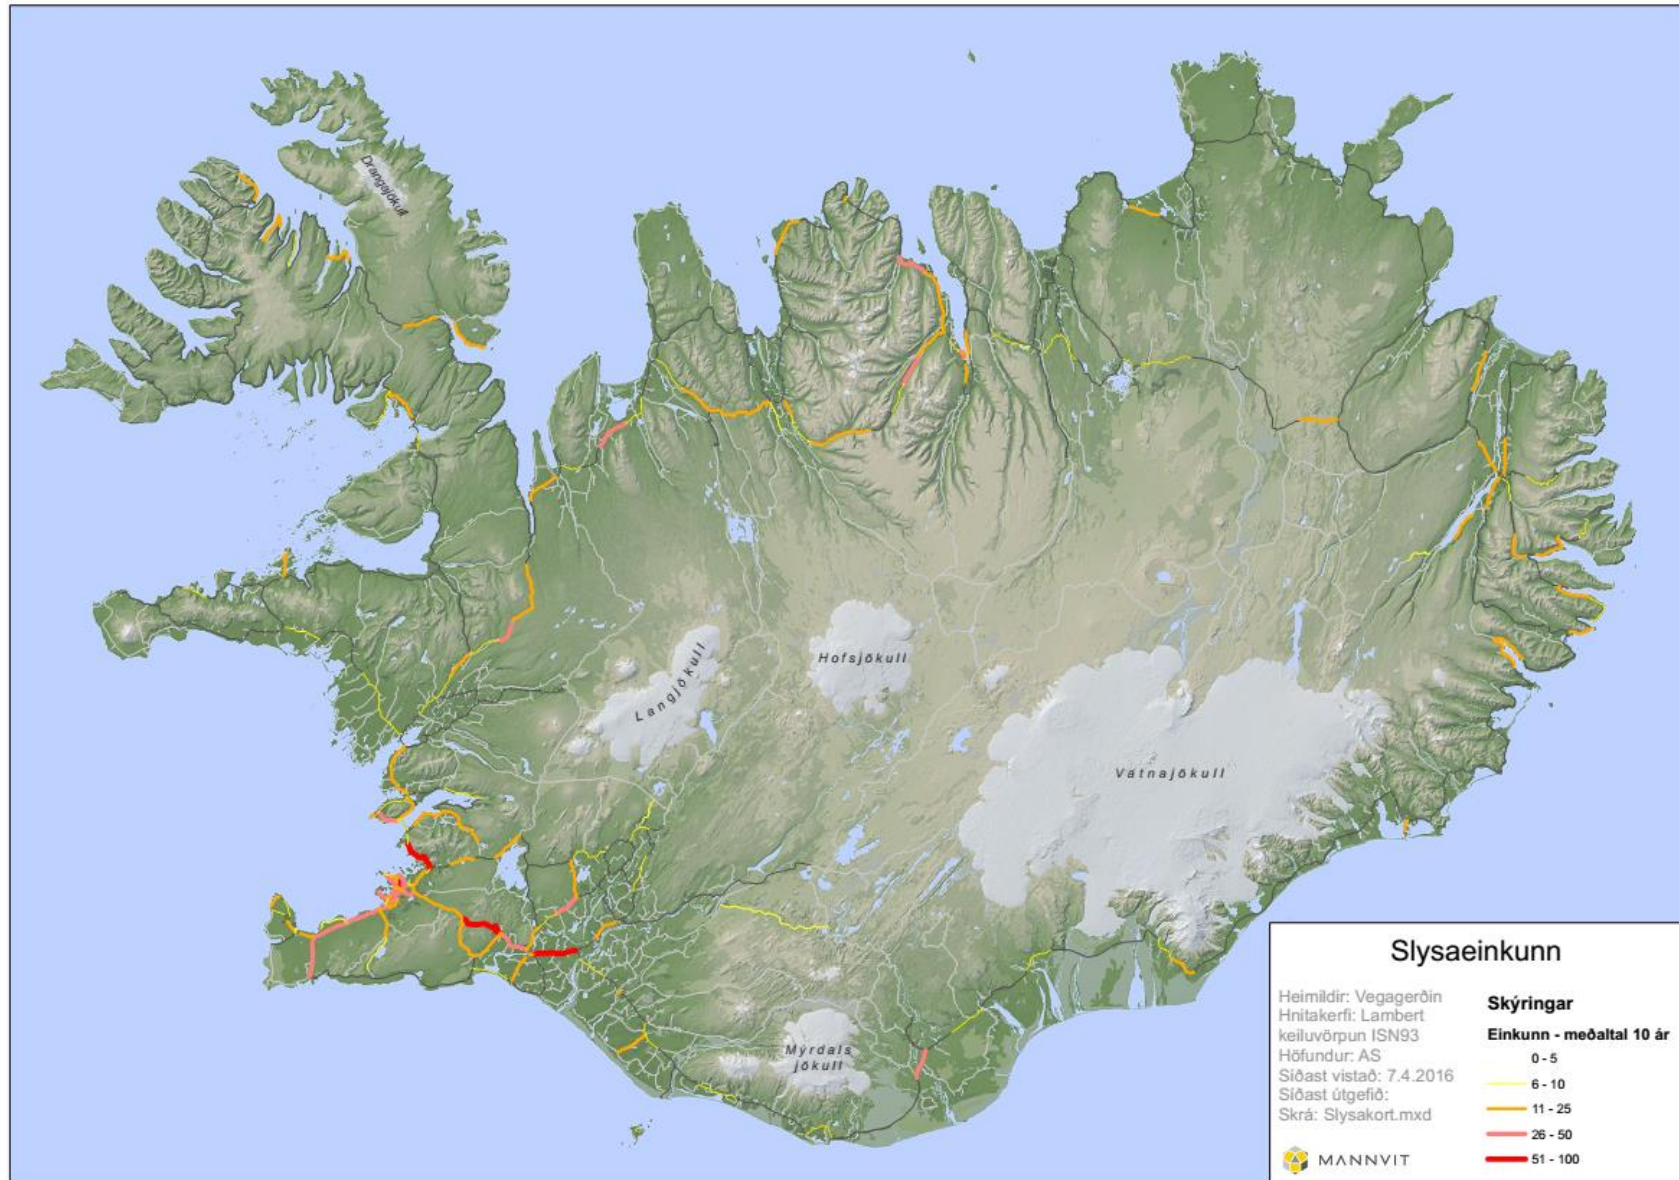 Drangajökull
Langjökull
Hofsjökull
Vatnajökull
Mýrdals
jökull
Slysaeinkunn
Heimildir: Vegagerðin
Hnitakerfi: Lambert
keiluvörpun ISN93
Höfundur: AS
Síðast vistað: 7.4.2016
Síðast útgefið:
Skrá: Slysakort.mxd
MANNVIT
Skýringar
Einkunn - meðaltal 10 ár
0 - 5
6 - 10
11 - 25
26 - 50
51 - 100